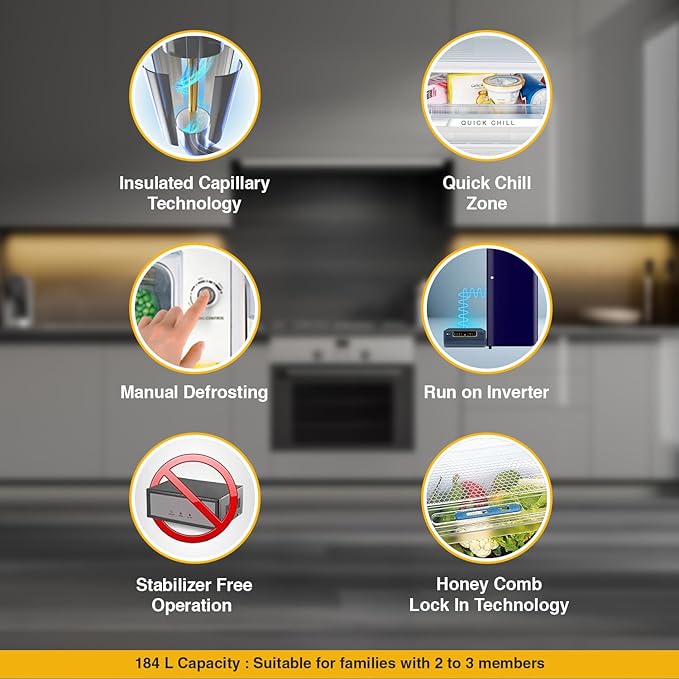 Insulated Capillary
Technology
QUICK CHILL
Quick Chill
Zone
Manual Defrosting
Run on Inverter
Stabilizer Free
Operation
Honey Comb
Lock In Technology
184 L Capacity : Suitable for families with 2 to 3 members